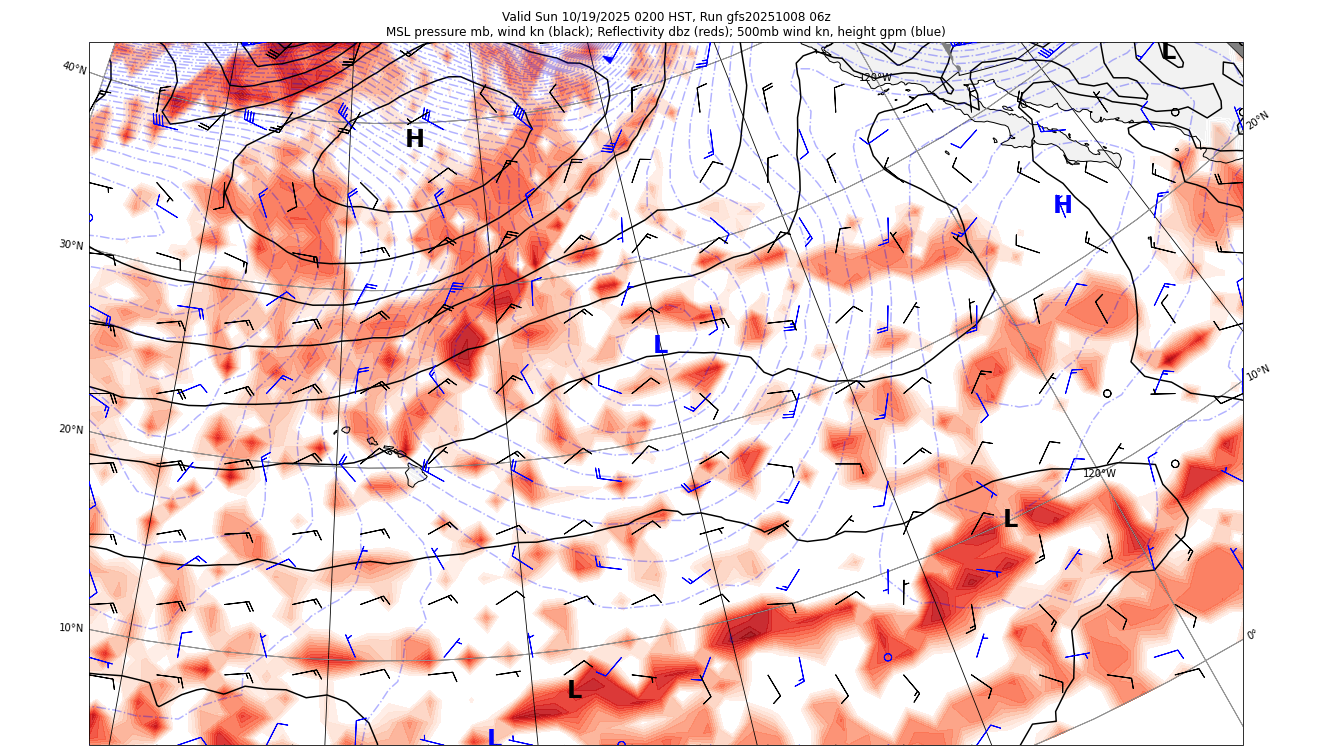 Valid Sun 10/19/2025 0200 HST, Run gfs20251008 06z
MSL pressure mb, wind kn (black); Reflectivity dbz (reds); 500mb wind kn, height gpm (blue)
L
40°N
120°W
20°N
H
H
30°N
L
10°N
20°N
120°W
L
10°N
0°
L
L